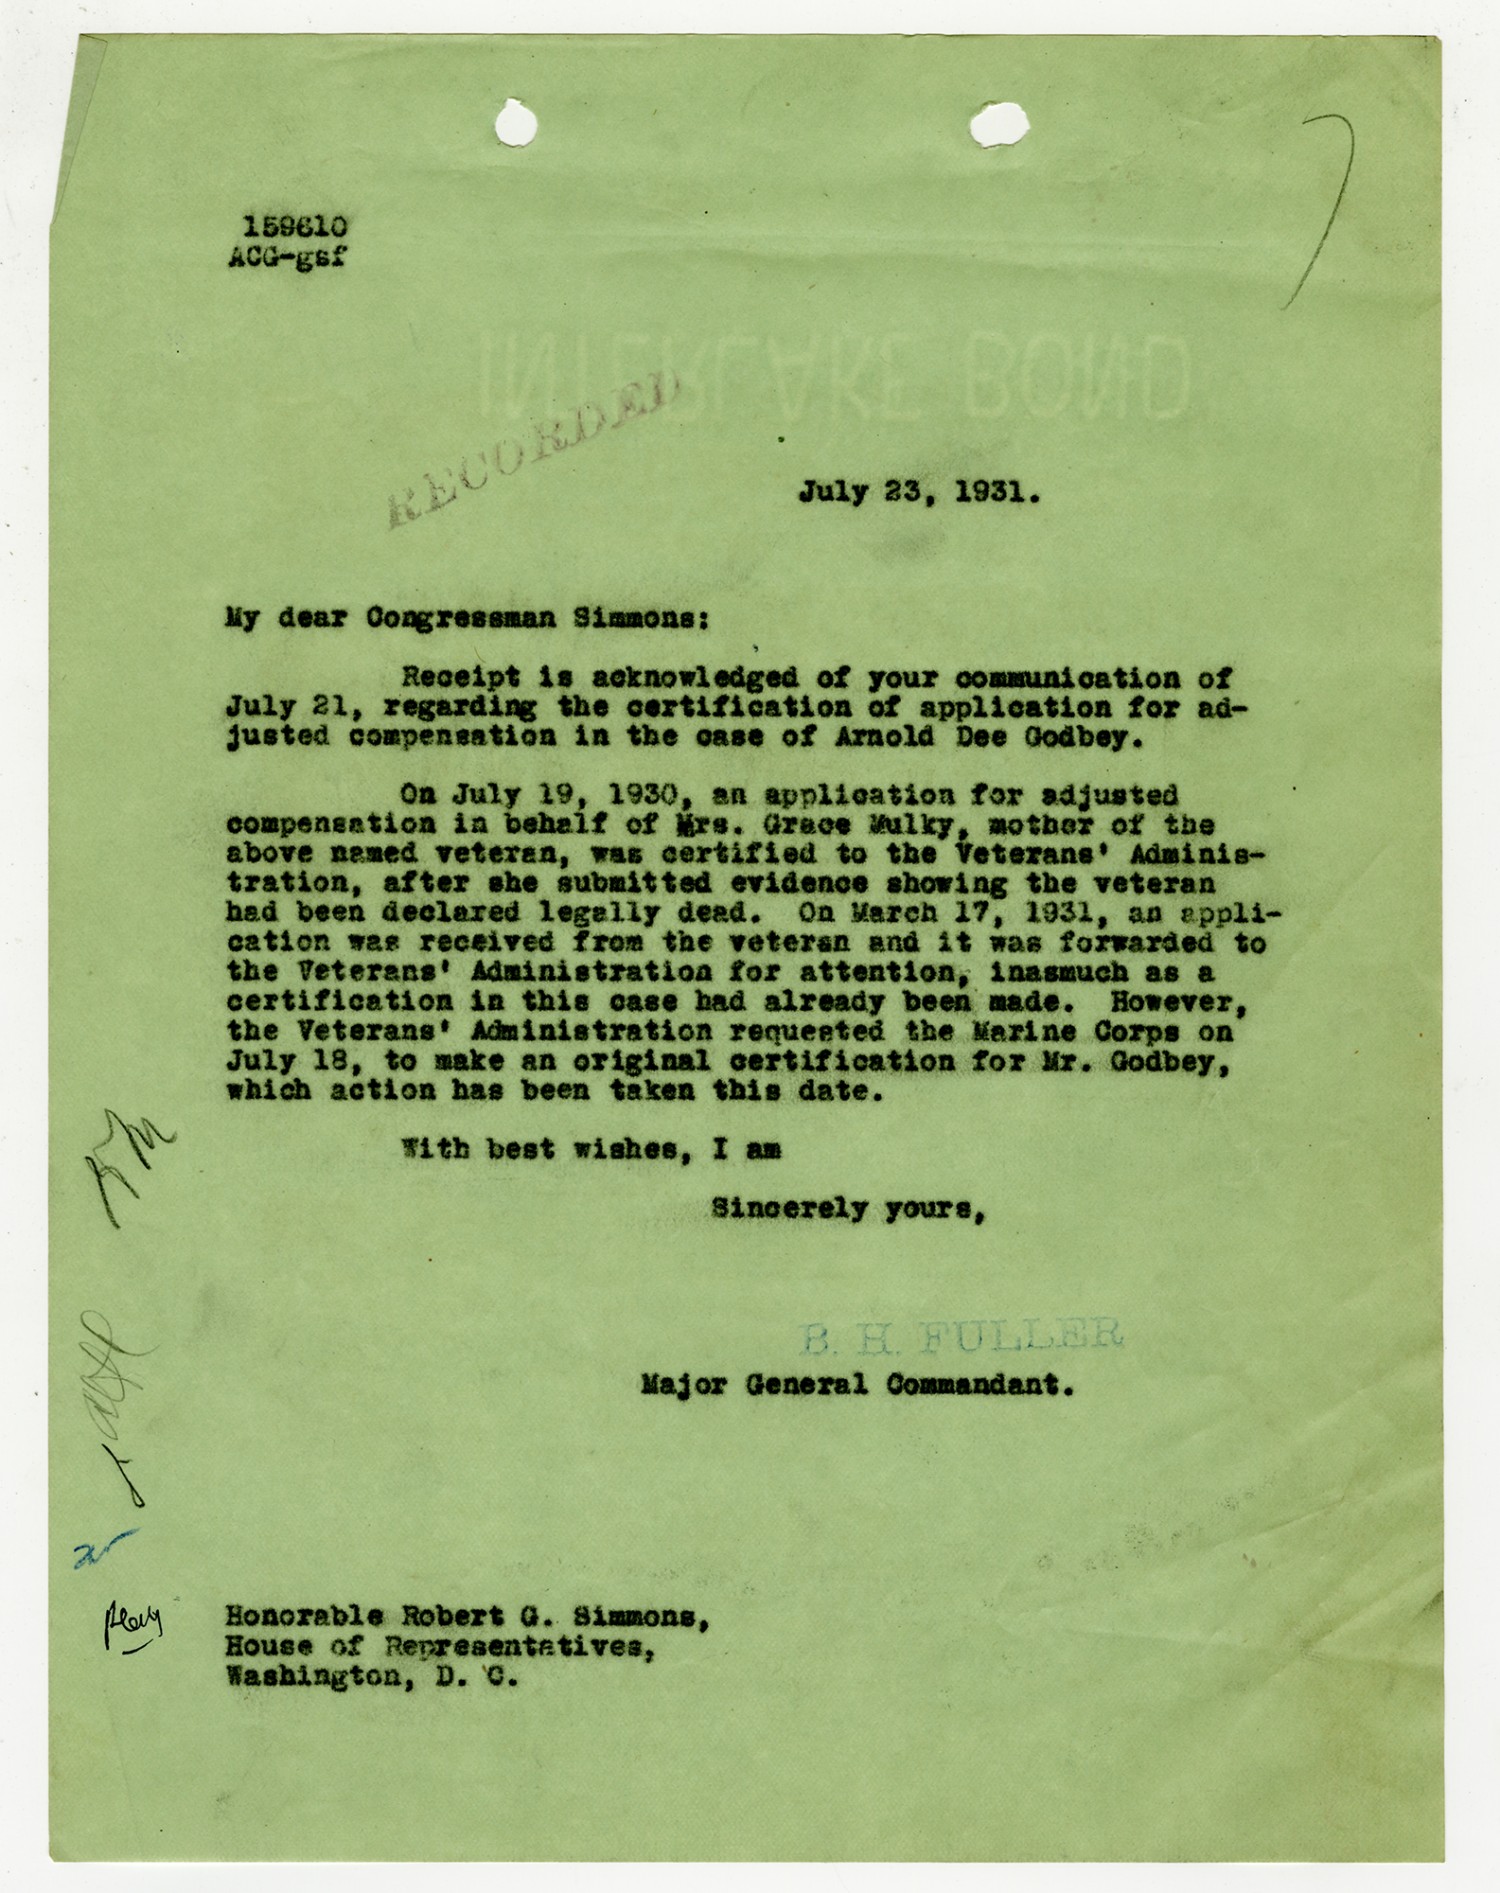 159610
ACG-gsf
INTERLAKE BOND
RECORDED
July 23, 1931.
My dear Congressman Simmons:
Receipt is acknowledged of your communication of
July 21, regarding the certification of application for ad-
justed compensation in the case of Arnold Dee Godbey.
On July 19, 1930, an application for adjusted
compensation in behalf of Mrs. Grace Mulky, mother of the
above named veteran, was certified to the Veterans' Adminis-
tration, after she submitted evidence showing the veteran
had been declared legally dead. On March 17, 1931, an appli-
cation was received from the veteran and it was forwarded to
the Veterans' Administration for attention, inasmuch as a
certification in this case had already been made. However,
the Veterans' Administration requested the Marine Corps on
July 18, to make an original certification for Mr. Godbey,
which action has been taken this date.
With best wishes, I am
Sincerely yours,
B. H. FULLER
Major General Commandant.
Honorable Robert G. Simmons,
House of Representatives,
Washington, D. C.